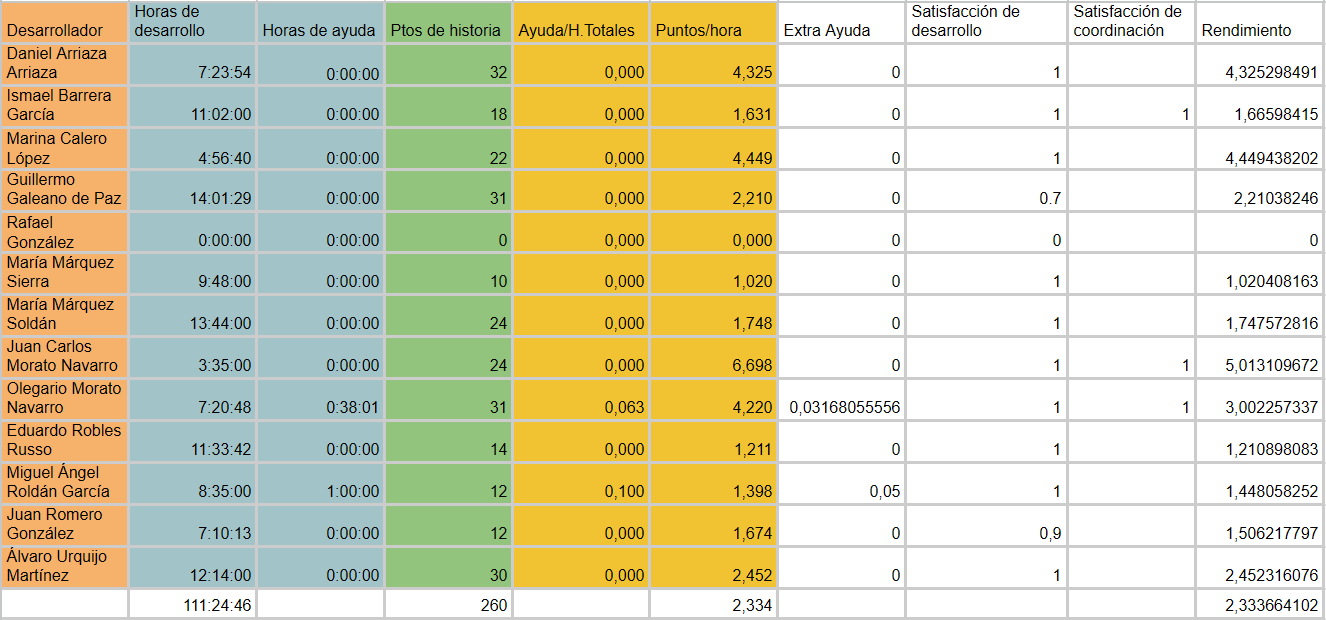 Desarrollador Horas de desarrollo Horas de ayuda Ptos de historia Ayuda/H.Totales Puntos/hora Extra Ayuda Satisfacción de desarrollo Satisfacción de coordinación Rendimiento
Daniel Arriaza Arriaza 7:23:54 0:00:00 32 0,000 4,325 0 1 4,325298491
Ismael Barrera García 11:02:00 0:00:00 18 0,000 1,631 0 1 1 1,66598415
Marina Calero López 4:56:40 0:00:00 22 0,000 4,449 0 1 4,449438202
Guillermo Galeano de Paz 14:01:29 0:00:00 31 0,000 2,210 0 0.7 2,21038246
Rafael González 0:00:00 0:00:00 0 0,000 0,000 0 0 0
María Márquez Sierra 9:48:00 0:00:00 10 0,000 1,020 0 1 1,020408163
María Márquez Soldán 13:44:00 0:00:00 24 0,000 1,748 0 1 1,747572816
Juan Carlos Morato Navarro 3:35:00 0:00:00 24 0,000 6,698 0 1 1 5,013109672
Olegario Morato Navarro 7:20:48 0:38:01 31 0,063 4,220 0,03168055556 1 1 3,002257337
Eduardo Robles Russo 11:33:42 0:00:00 14 0,000 1,211 0 1 1,210898083
Miguel Ángel Roldán García 8:35:00 1:00:00 12 0,100 1,398 0,05 1 1,448058252
Juan Romero González 7:10:13 0:00:00 12 0,000 1,674 0 0,9 1,506217797
Álvaro Urquijo Martínez 12:14:00 0:00:00 30 0,000 2,452 0 1 2,452316076
111:24:46 260 2,334 2,333664102